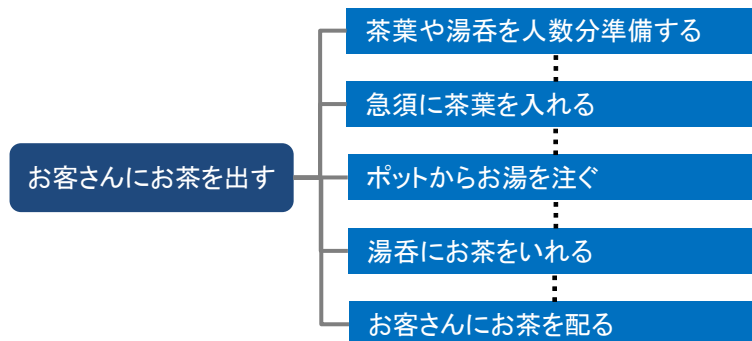 お客さんにお茶を出す
茶葉や湯呑を人数分準備する
急須に茶葉を入れる
ポットからお湯を注ぐ
湯呑にお茶をいれる
お客さんにお茶を配る